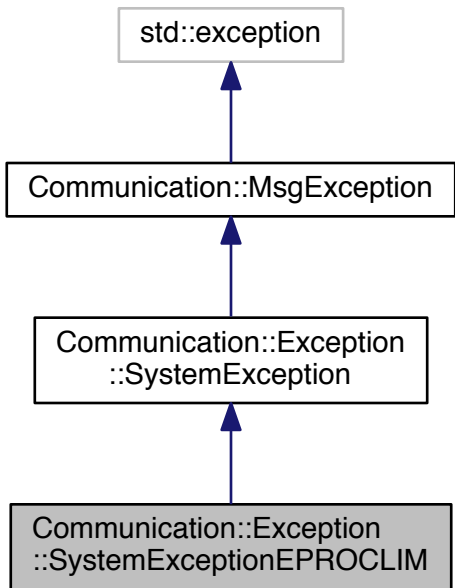 std::exception
Communication::MsgException
Communication::Exception
::SystemException
Communication::Exception
::SystemExceptionEPROCLIM